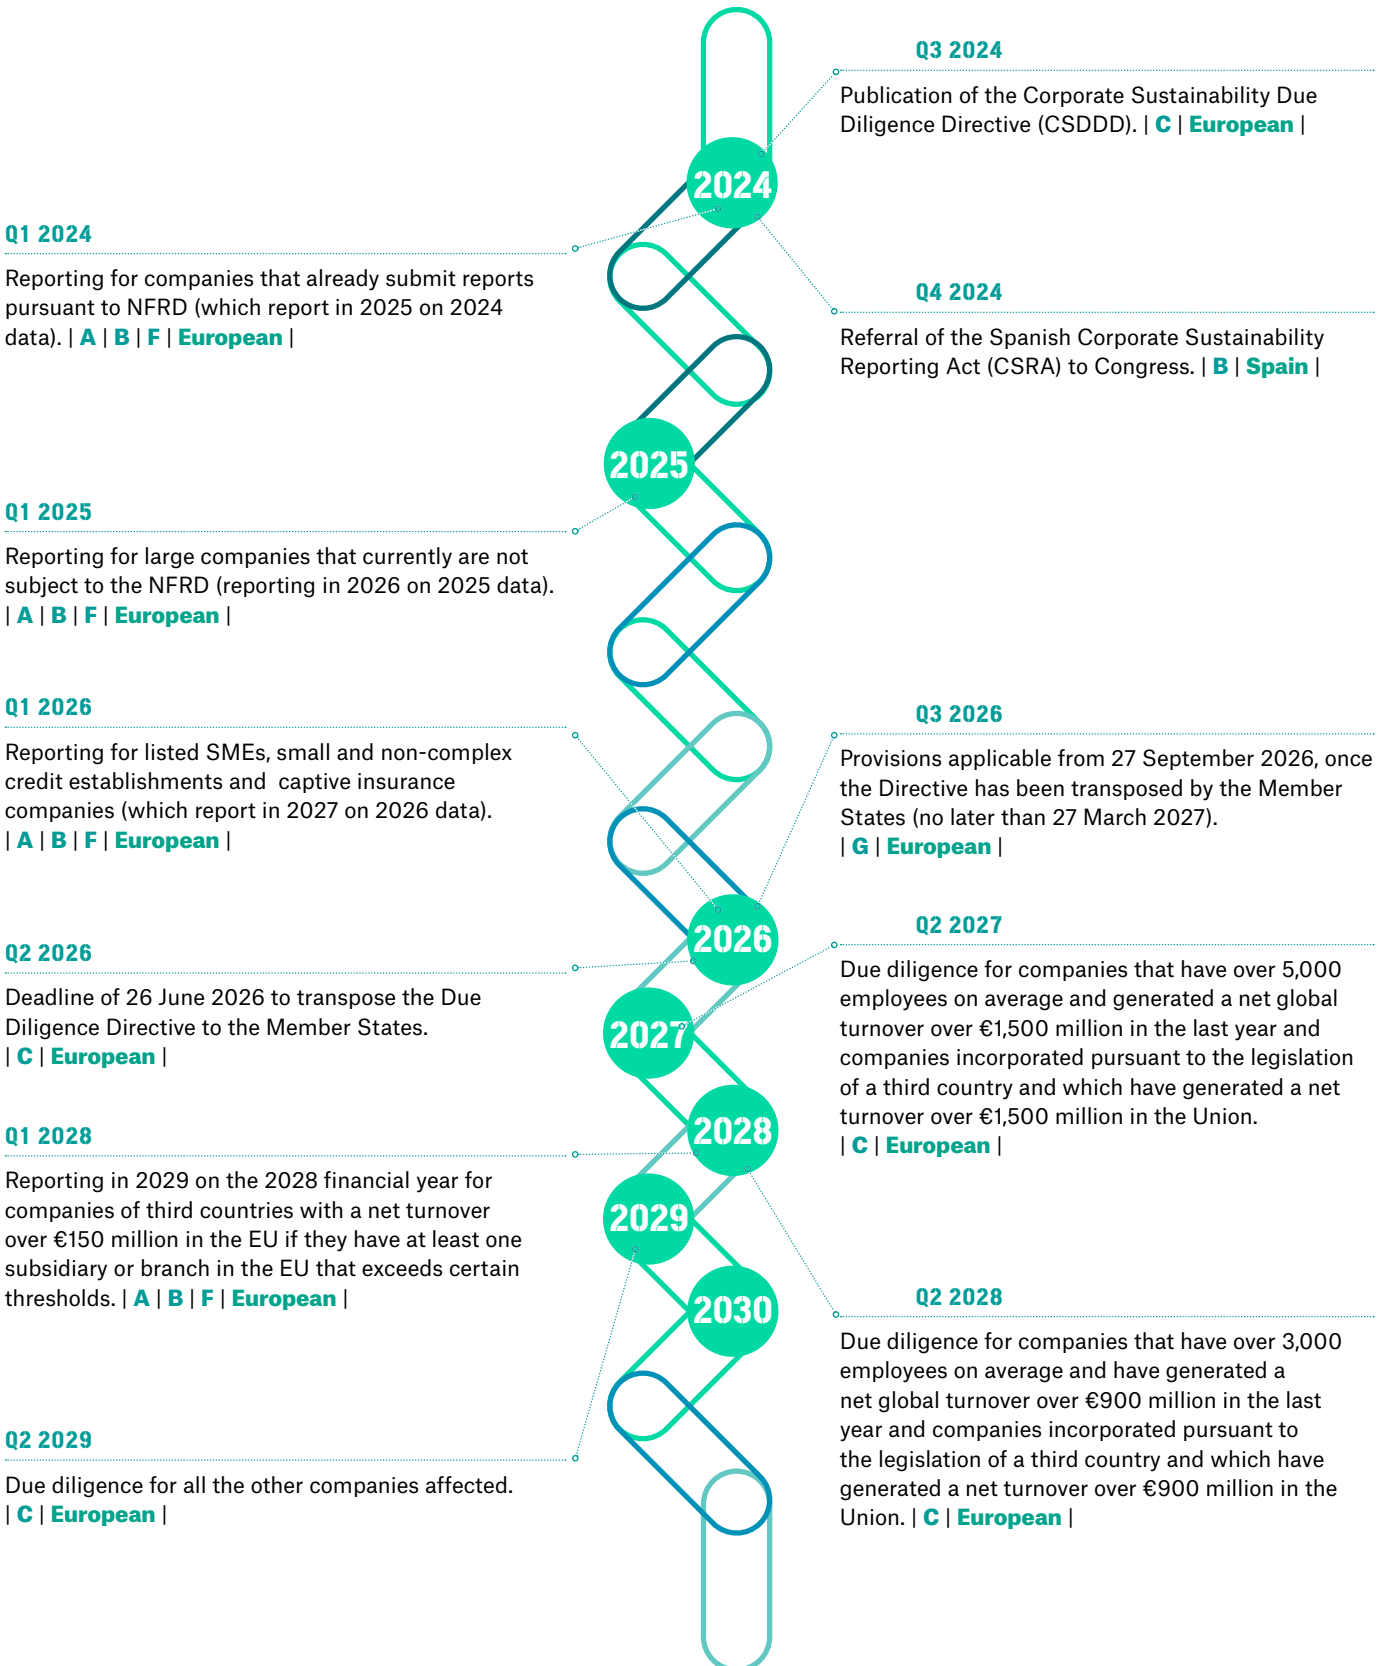 Q3 2024
Publication of the Corporate Sustainability Due
Diligence Directive (CSDDD). | C | European |
2024
Q1 2024
Reporting for companies that already submit reports
pursuant to NFRD (which report in 2025 on 2024
data). | A | B | F | European |
Q4 2024
Referral of the Spanish Corporate Sustainability
Reporting Act (CSRA) to Congress. | B | Spain |
2025
Q1 2025
Reporting for large companies that currently are not
subject to the NFRD (reporting in 2026 on 2025 data).
| A | B | F | European |
Q1 2026
Reporting for listed SMEs, small and non-complex
credit establishments and captive insurance
companies (which report in 2027 on 2026 data).
| A | B | F | European |
Q3 2026
Provisions applicable from 27 September 2026, once
the Directive has been transposed by the Member
States (no later than 27 March 2027).
| G | European |
2026
Q2 2026
Deadline of 26 June 2026 to transpose the Due
Diligence Directive to the Member States.
| C | European |
2027
Q2 2027
Due diligence for companies that have over 5,000
employees on average and generated a net global
turnover over €1,500 million in the last year and
companies incorporated pursuant to the legislation
of a third country and which have generated a net
turnover over €1,500 million in the Union.
| C | European |
2028
Q1 2028
Reporting in 2029 on the 2028 financial year for
companies of third countries with a net turnover
over €150 million in the EU if they have at least one
subsidiary or branch in the EU that exceeds certain
thresholds. | A | B | F | European |
2029
2030
Q2 2028
Due diligence for companies that have over 3,000
employees on average and have generated a
net global turnover over €900 million in the last
year and companies incorporated pursuant to
the legislation of a third country and which have
generated a net turnover over €900 million in the
Union. | C | European |
Q2 2029
Due diligence for all the other companies affected.
| C | European |